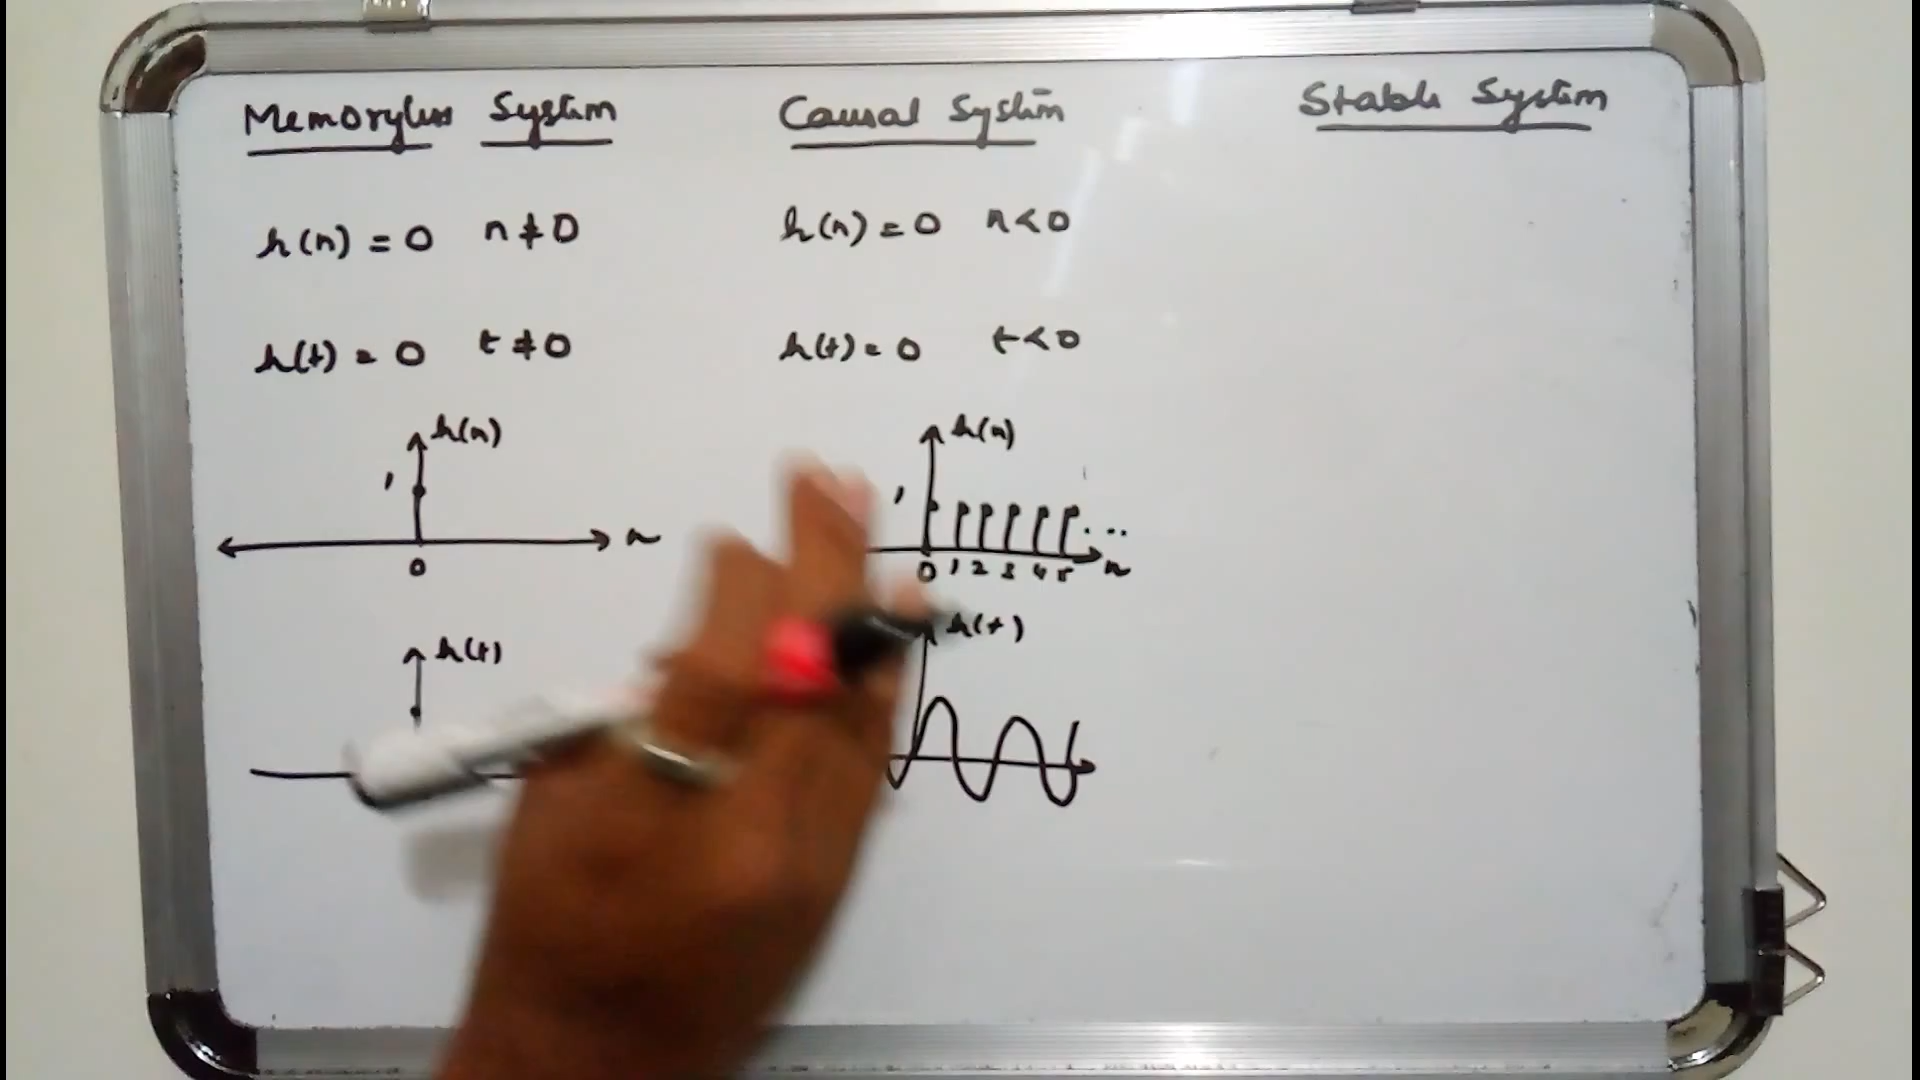 Memoryless System
h(n) = 0 n ≠ 0
h(t) = 0 t ≠ 0
h(n)
1
n
0
h(t)
Causal System
h(n) = 0 n < 0
h(t) = 0 t < 0
h(n)
1
...
0 1 2 3 4 5 n
h(t)
Stable System